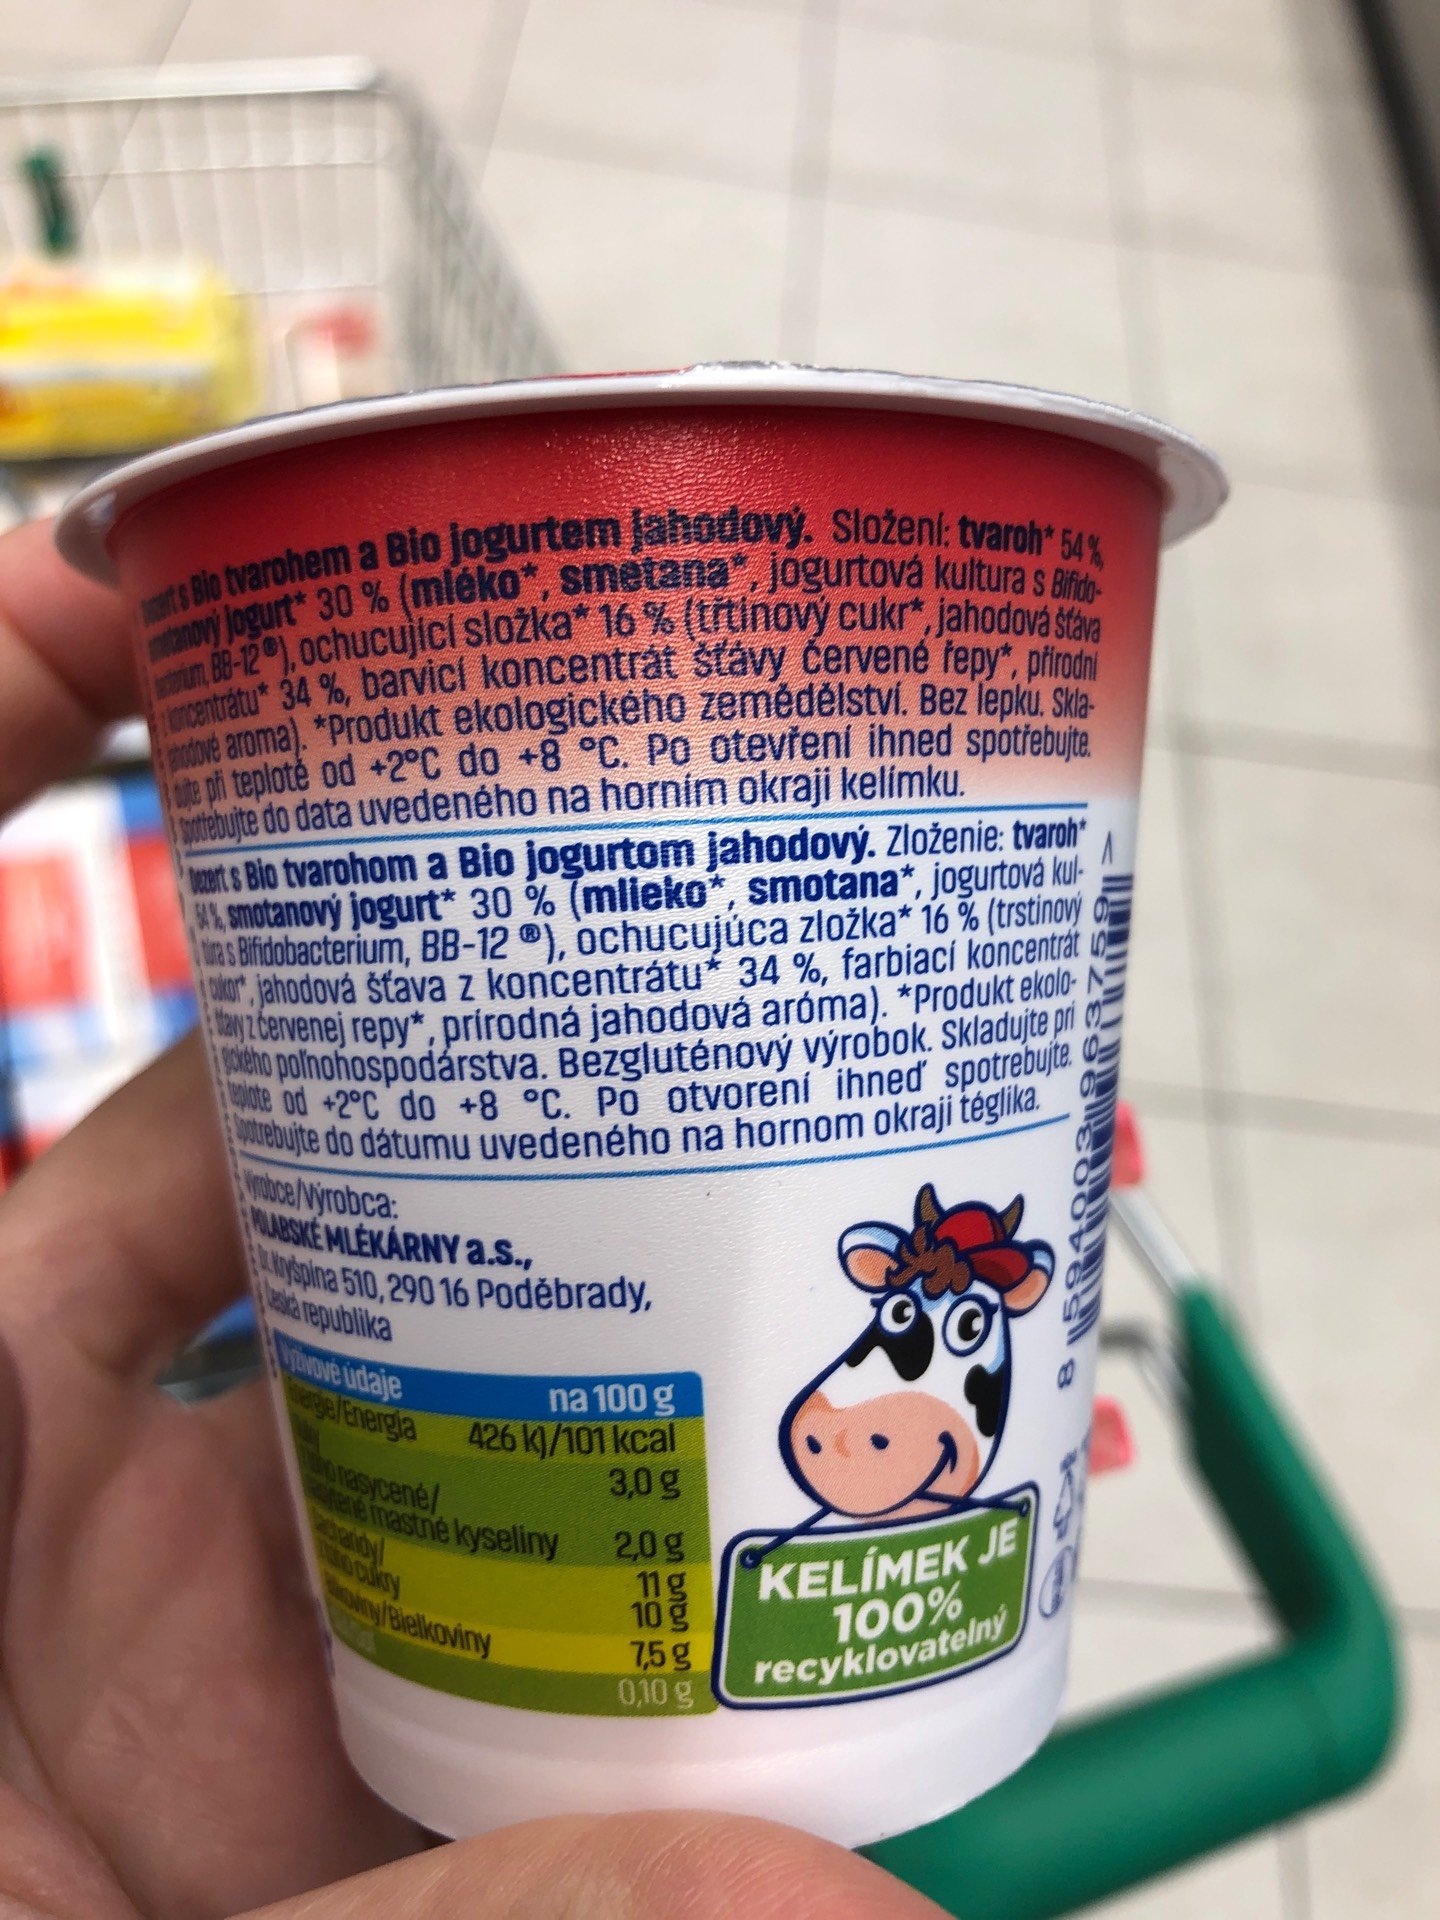 s Bio tvarohem a Bio jogurtem jahodový. Složení: tvaroh* 54 %,
smetanový jogurt* 30 % (mléko*, smetana*, jogurtová kultura s Bifido-
BB-12®), ochucující složka* 16 % (třtinový cukr*, jahodová šťáva
z koncentrátu* 34 %, barvicí koncentrát šťávy červené řepy*, přírodní
jahodové aroma). *Produkt ekologického zemědělství. Bez lepku. Skla-
dujte při teplotě od +2°C do +8 °C. Po otevření ihned spotřebujte.
Spotřebujte do data uvedeného na horním okraji kelímku.
Dezert s Bio tvarohom a Bio jogurtom jahodový. Zloženie: tvaroh*
54 %, smotanový jogurt* 30 % (mlieko*, smotana*, jogurtová kul-
túra s Bifidobacterium, BB-12 ®), ochucujúca zložka* 16 % (trstinový
cukor*, jahodová šťava z koncentrátu* 34 %, farbiací koncentrát
šťavy z červenej repy*, prírodná jahodová aróma). *Produkt ekolo-
gického poľnohospodárstva. Bezgluténový výrobok. Skladujte pri
teplote od +2°C do +8 °C. Po otvorení ihneď spotrebujte.
Spotrebujte do dátumu uvedeného na hornom okraji téglika.
Výrobce/Výrobca:
POLABSKÉ MLÉKÁRNY a.s.,
Dr. Kryšpína 510, 290 16 Poděbrady,
Česká republika
Výživové údaje na 100 g
Energie/Energia 426 kJ/101 kcal
3,0 g
nasycené/
mastné kyseliny 2,0 g
11 g
cukry 10 g
Bílkoviny/Bielkoviny 7,5 g
0,10 g
KELÍMEK JE
100%
recyklovatelný
8 594003 963759 >